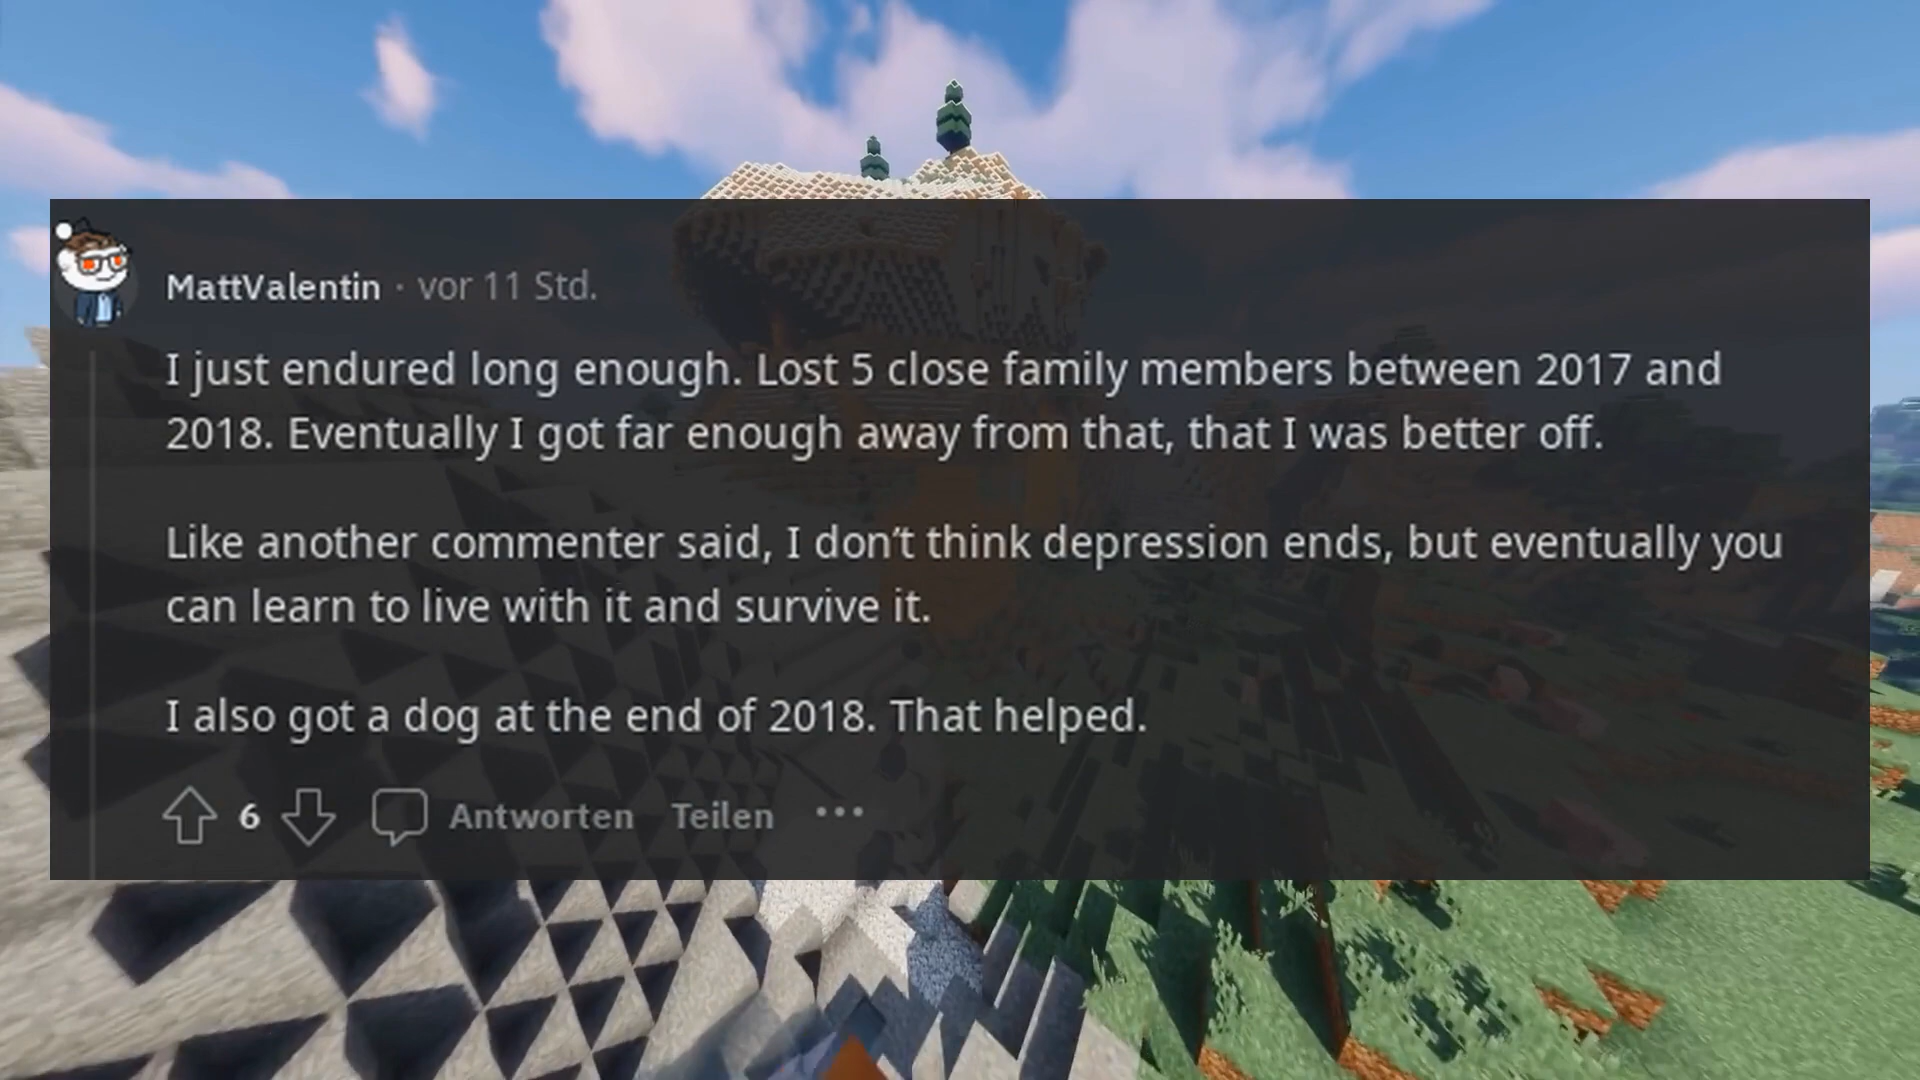 MattValentin · vor 11 Std.
I just endured long enough. Lost 5 close family members between 2017 and
2018. Eventually I got far enough away from that, that I was better off.
Like another commenter said, I don't think depression ends, but eventually you
can learn to live with it and survive it.
I also got a dog at the end of 2018. That helped.
6 Antworten Teilen •••